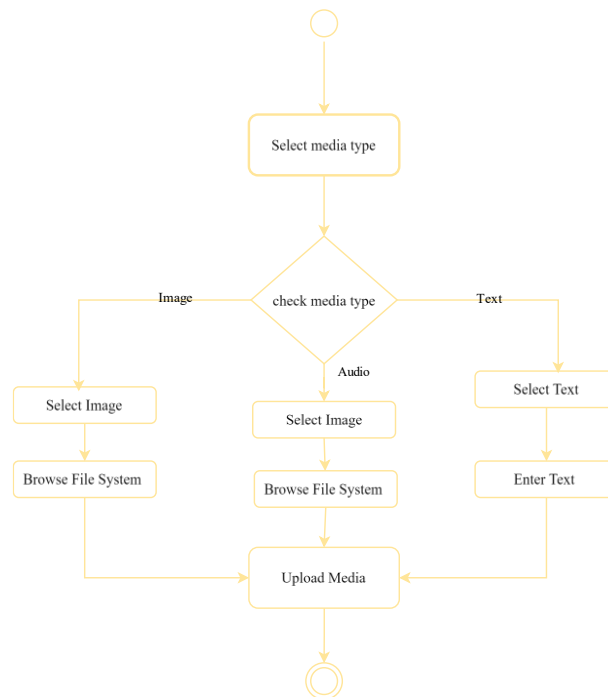 Select media type
check media type
Image
Text
Audio
Select Image
Select Image
Select Text
Browse File System
Browse File System
Enter Text
Upload Media